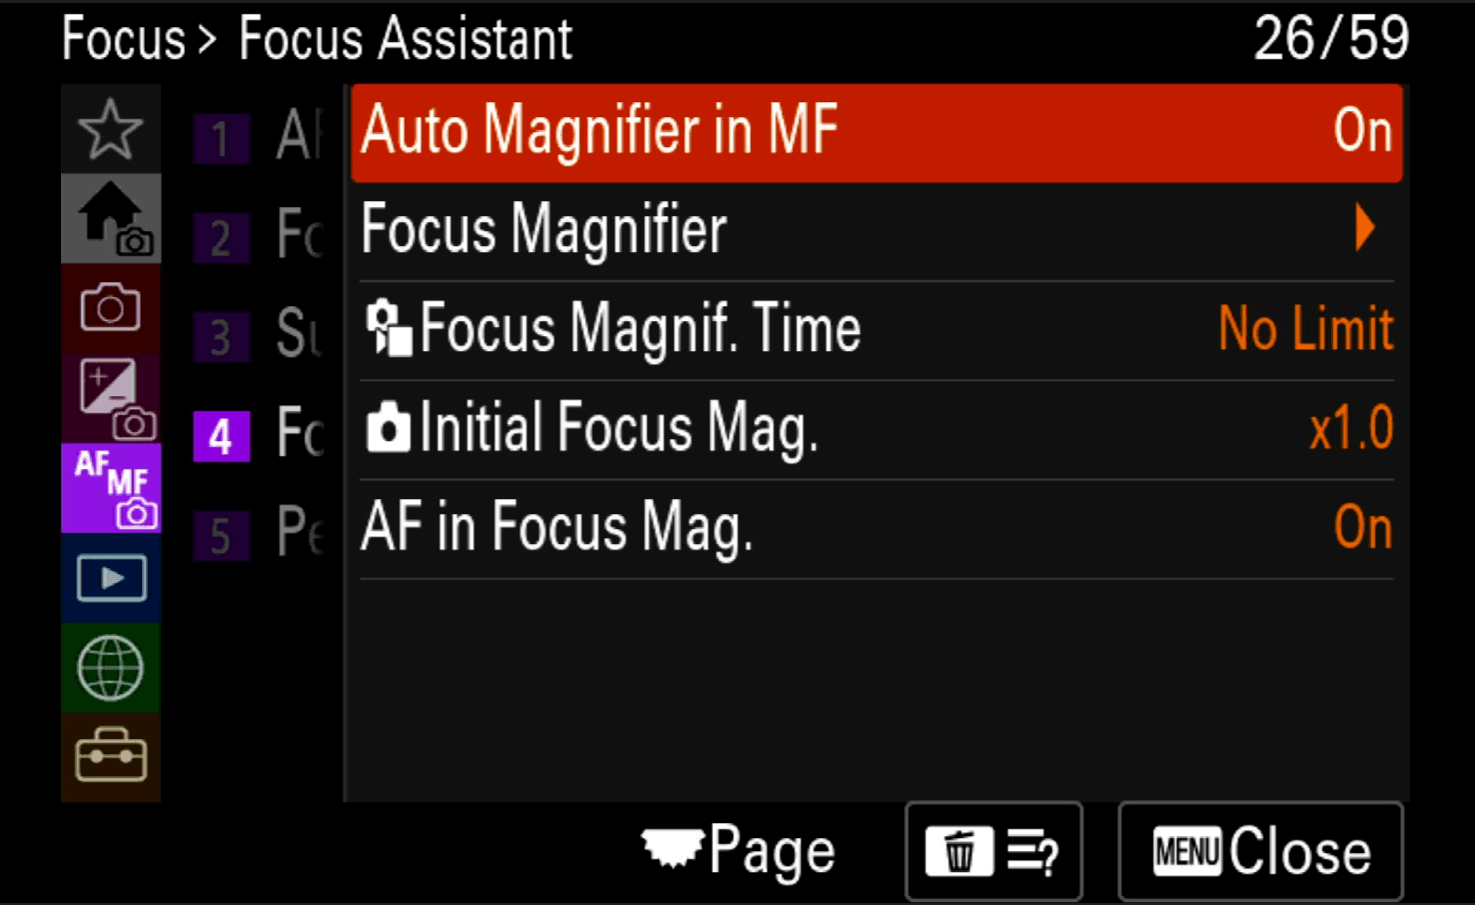 Focus > Focus Assistant 26/59
1
2
3
4
5
AF MF
Auto Magnifier in MF On
Focus Magnifier
Focus Magnif. Time No Limit
Initial Focus Mag. x1.0
AF in Focus Mag. On
Page
MENU Close